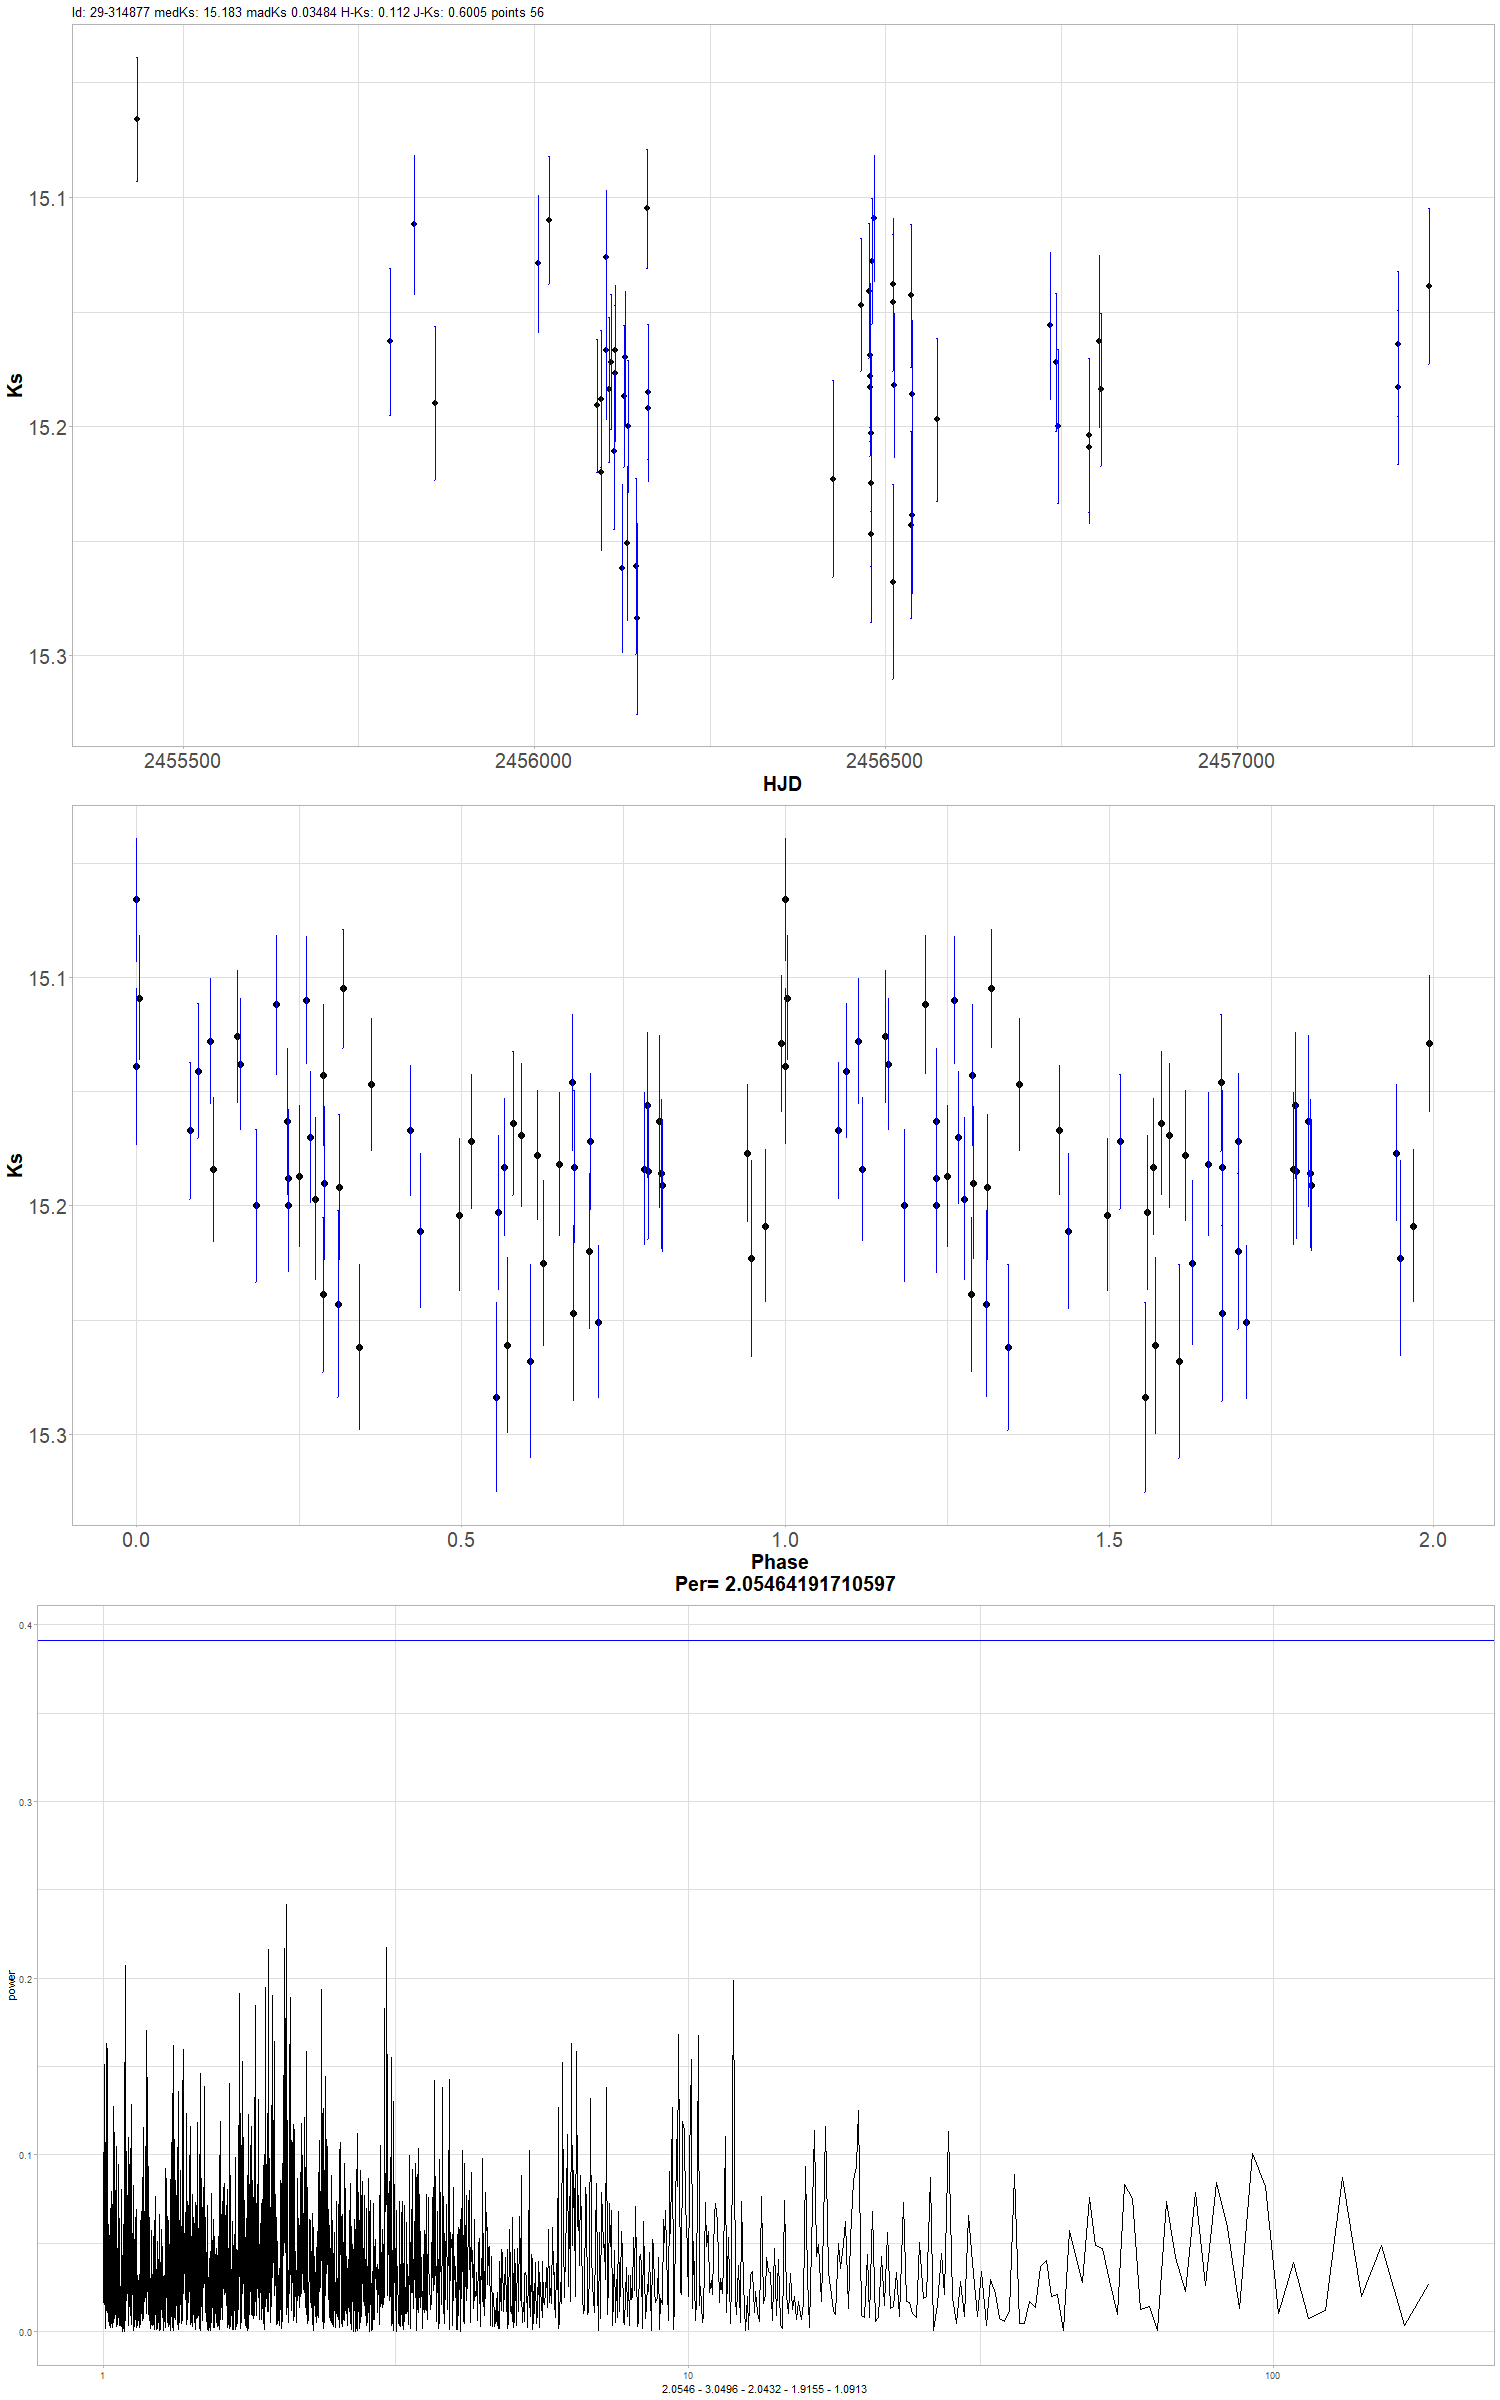 Id: 29-314877 medKs: 15.183 madKs 0.03484 H-Ks: 0.112 J-Ks: 0.6005 points 56
15.1
15.2
15.3
Ks
2455500 2456000 2456500 2457000
HJD
15.1
15.2
15.3
Ks
0.0 0.5 1.0 1.5 2.0
Phase
Per= 2.05464191710597
0.4
0.3
0.2
0.1
0.0
power
1 10 100
2.0546 - 3.0496 - 2.0432 - 1.9155 - 1.0913